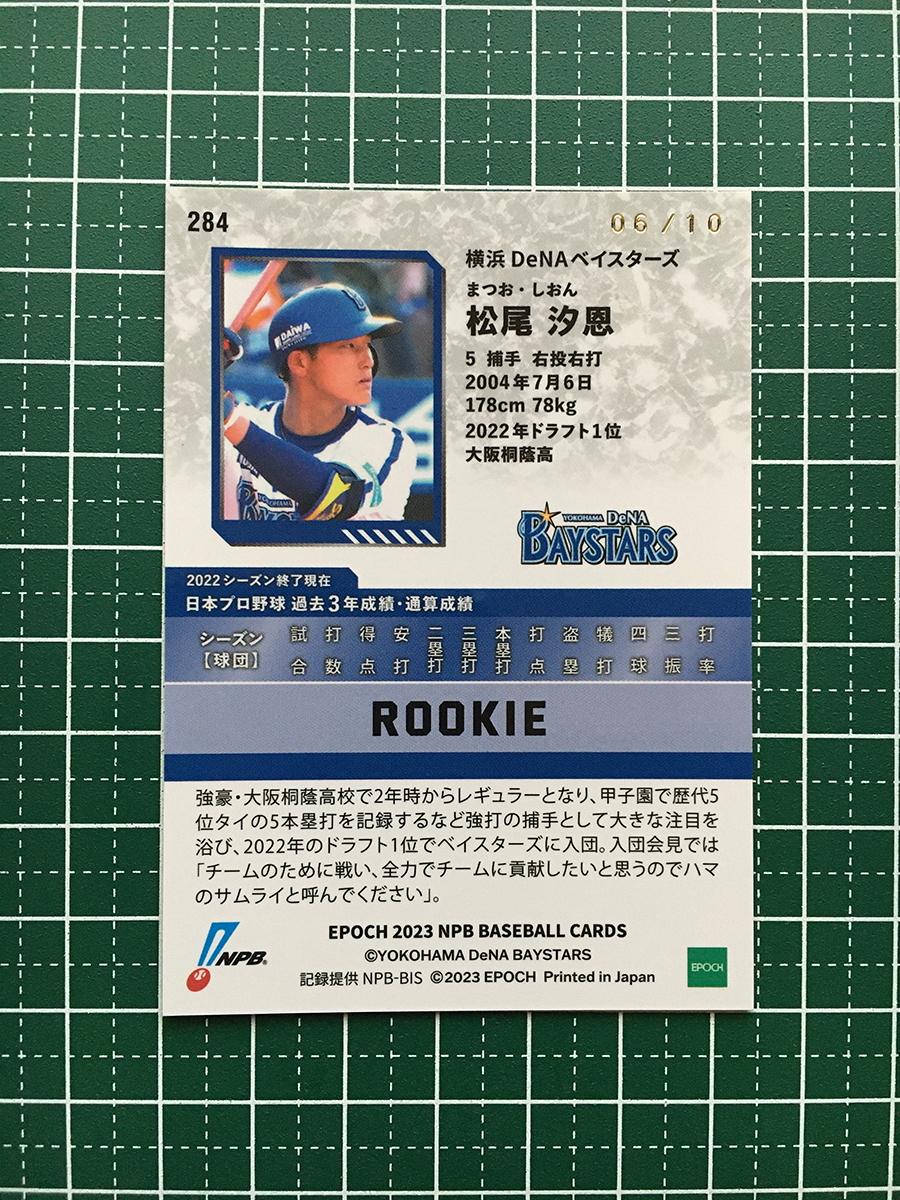 284
06/10
DAIWA
横浜 DeNAベイスターズ
まつお・しおん
松尾 汐恩
5 捕手 右投右打
2004年7月6日
178cm 78kg
2022年ドラフト1位
大阪桐蔭高
YOKOHAMA DeNA
BAYSTARS
2022シーズン終了現在
日本プロ野球 過去3年成績・通算成績
シーズン【球団】 試合 打数 得点 安打 二塁打 三塁打 本塁打 打点 盗塁 犠打 四球 三振 打率
ROOKIE
強豪・大阪桐蔭高校で2年時からレギュラーとなり、甲子園で歴代5
位タイの5本塁打を記録するなど強打の捕手として大きな注目を
浴び、2022年のドラフト1位でベイスターズに入団。入団会見では
「チームのために戦い、全力でチームに貢献したいと思うのでハマ
のサムライと呼んでください」。
NPB®
EPOCH 2023 NPB BASEBALL CARDS
©YOKOHAMA DeNA BAYSTARS
記録提供 NPB-BIS ©2023 EPOCH Printed in Japan
EPOCH